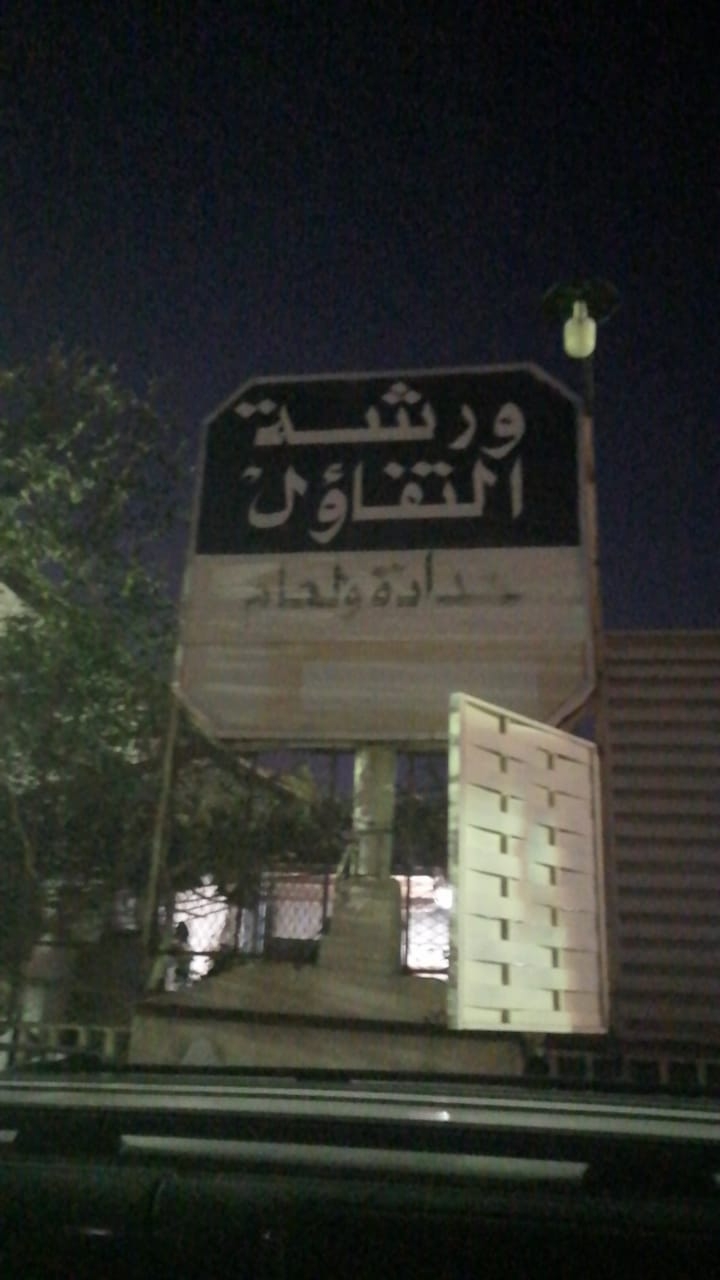 ورشة
التفاؤل
حدادة ولحام